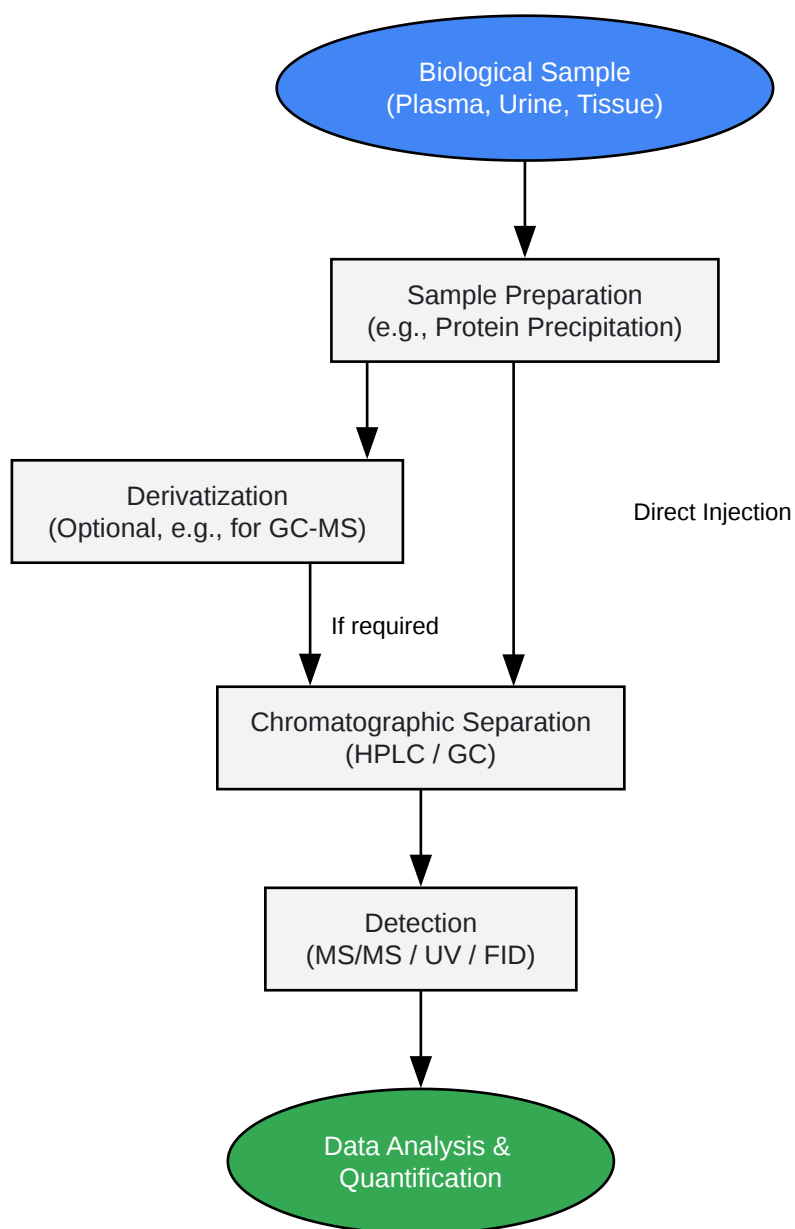 Biological Sample
(Plasma, Urine, Tissue)
Sample Preparation
(e.g., Protein Precipitation)
Derivatization
(Optional, e.g., for GC-MS)
Direct Injection
If required
Chromatographic Separation
(HPLC / GC)
Detection
(MS/MS / UV / FID)
Data Analysis &
Quantification